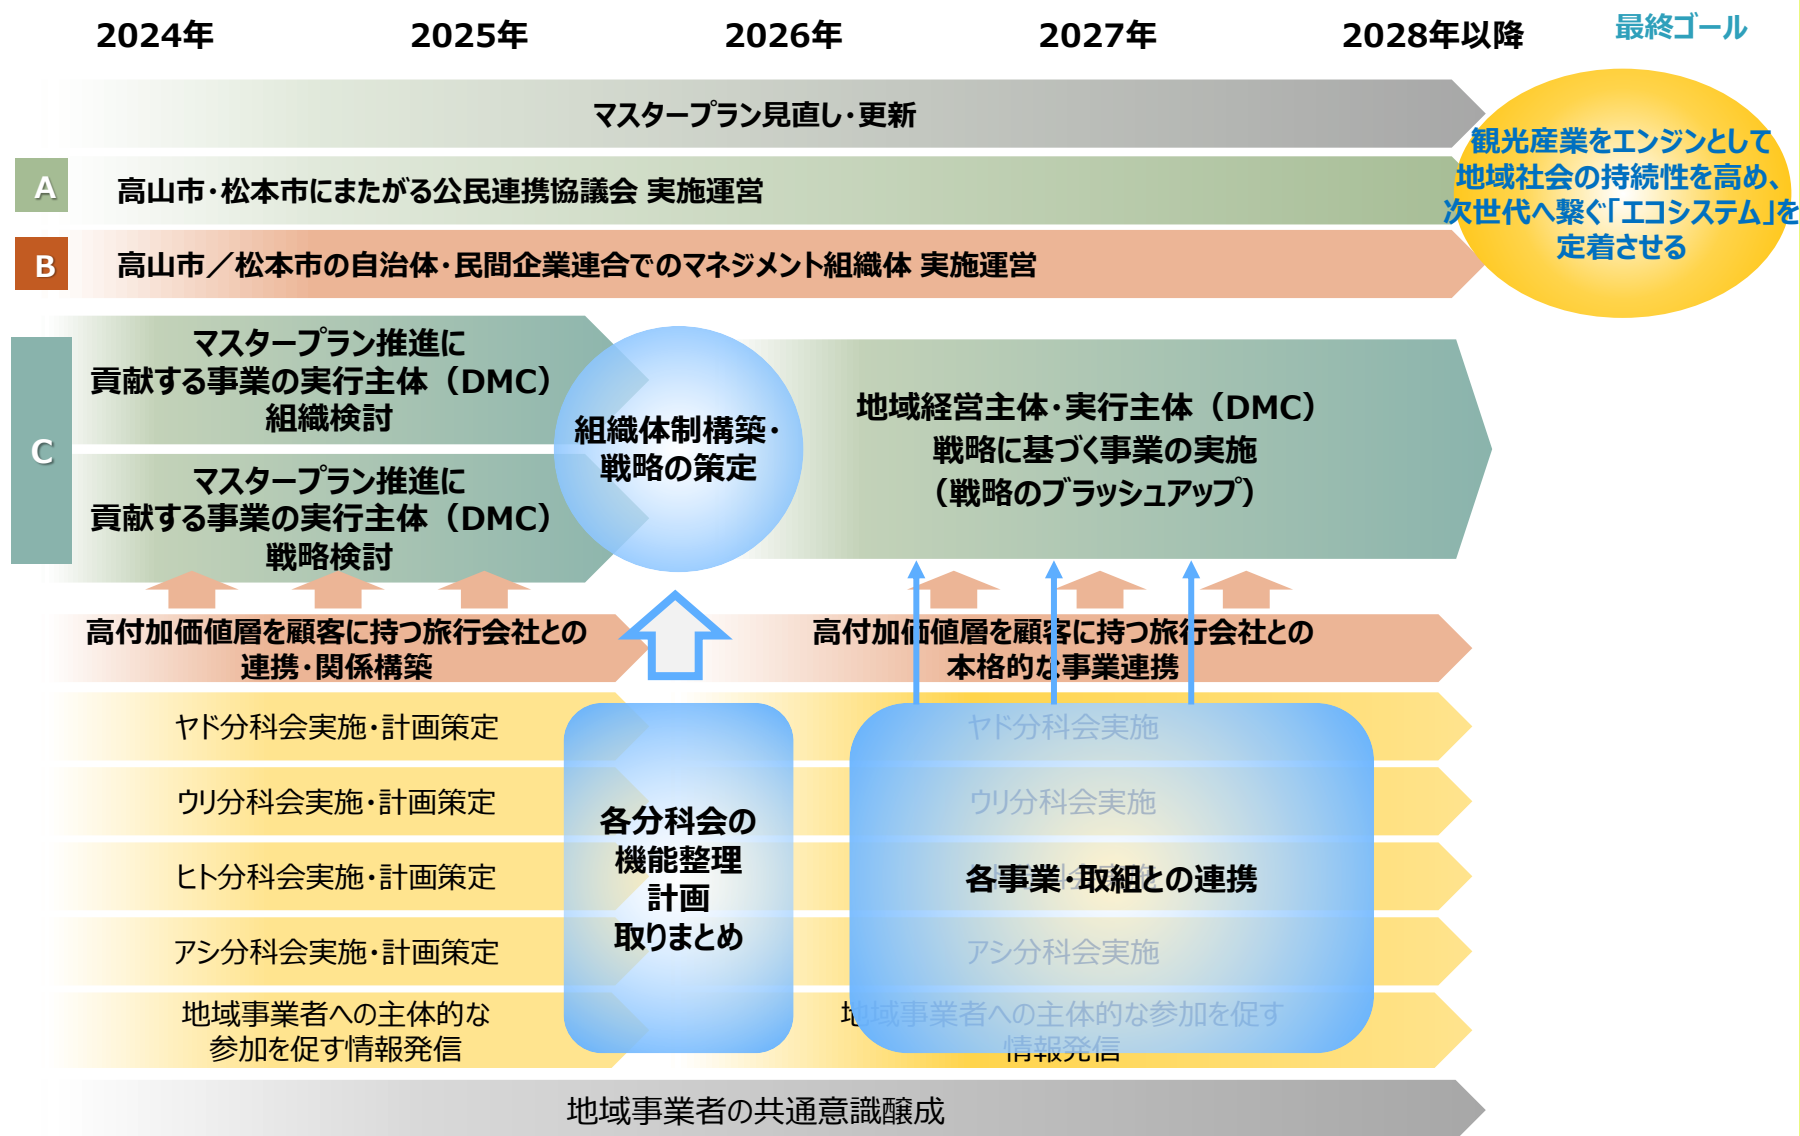 2024年
2025年
2026年
2027年
2028年以降
最終ゴール
マスタープラン見直し・更新
A
高山市・松本市にまたがる公民連携協議会 実施運営
B
高山市／松本市の自治体・民間企業連合でのマネジメント組織体 実施運営
観光産業をエンジンとして
地域社会の持続性を高め、
次世代へ繋ぐ「エコシステム」を
定着させる
C
マスタープラン推進に
貢献する事業の実行主体（DMC）
組織検討
マスタープラン推進に
貢献する事業の実行主体（DMC）
戦略検討
組織体制構築・
戦略の策定
地域経営主体・実行主体（DMC）
戦略に基づく事業の実施
（戦略のブラッシュアップ）
高付加価値層を顧客に持つ旅行会社との
連携・関係構築
高付加価値層を顧客に持つ旅行会社との
本格的な事業連携
ヤド分科会実施・計画策定
ウリ分科会実施・計画策定
ヒト分科会実施・計画策定
アシ分科会実施・計画策定
地域事業者への主体的な
参加を促す情報発信
各分科会の
機能整理
計画
取りまとめ
ヤド分科会実施
ウリ分科会実施
各事業・取組との連携
アシ分科会実施
地域事業者への主体的な参加を促す
情報発信
地域事業者の共通意識醸成